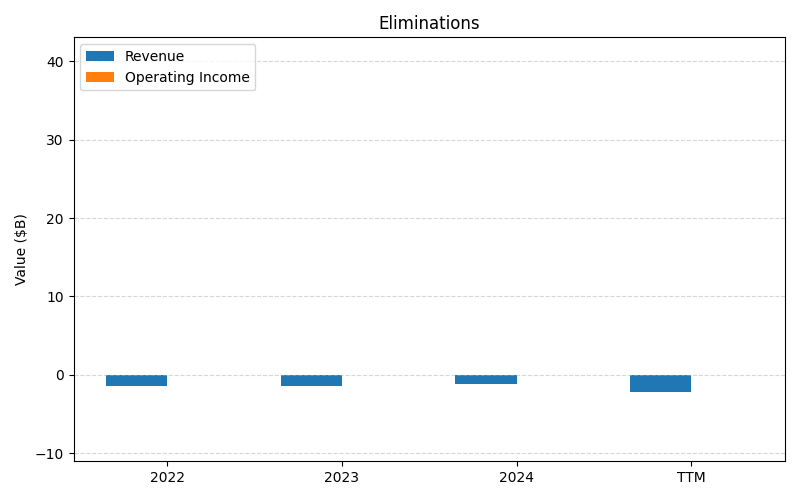 Eliminations
Revenue
Operating Income
Value ($B)
40
30
20
10
0
−10
2022
2023
2024
TTM